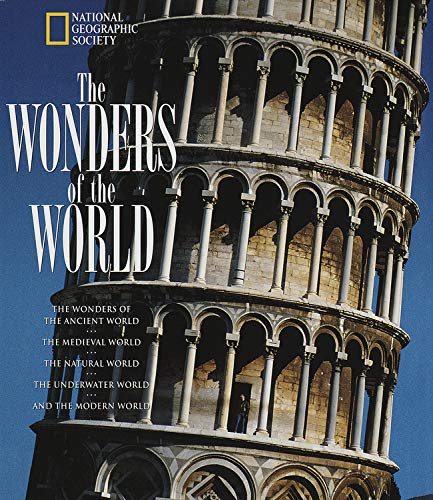 NATIONAL
GEOGRAPHIC
SOCIETY
The
WONDERS
of the
WORLD
THE WONDERS OF
THE ANCIENT WORLD
...
THE MEDIEVAL WORLD
...
THE NATURAL WORLD
...
THE UNDERWATER WORLD
...
AND THE MODERN WORLD